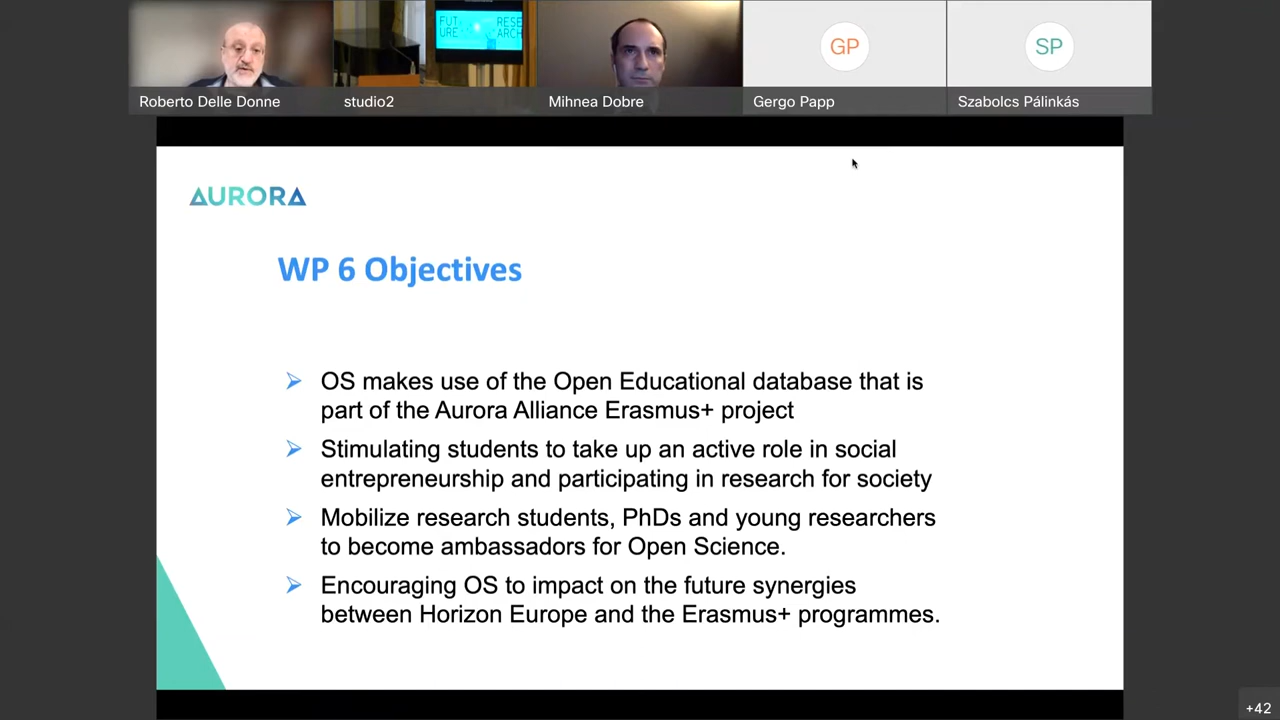 FUT
URE
RESE
ARCH
GP
SP
Roberto Delle Donne
studio2
Mihnea Dobre
Gergo Papp
Szabolcs Pálinkás
AURORA
WP 6 Objectives
OS makes use of the Open Educational database that is
part of the Aurora Alliance Erasmus+ project
Stimulating students to take up an active role in social
entrepreneurship and participating in research for society
Mobilize research students, PhDs and young researchers
to become ambassadors for Open Science.
Encouraging OS to impact on the future synergies
between Horizon Europe and the Erasmus+ programmes.
+42